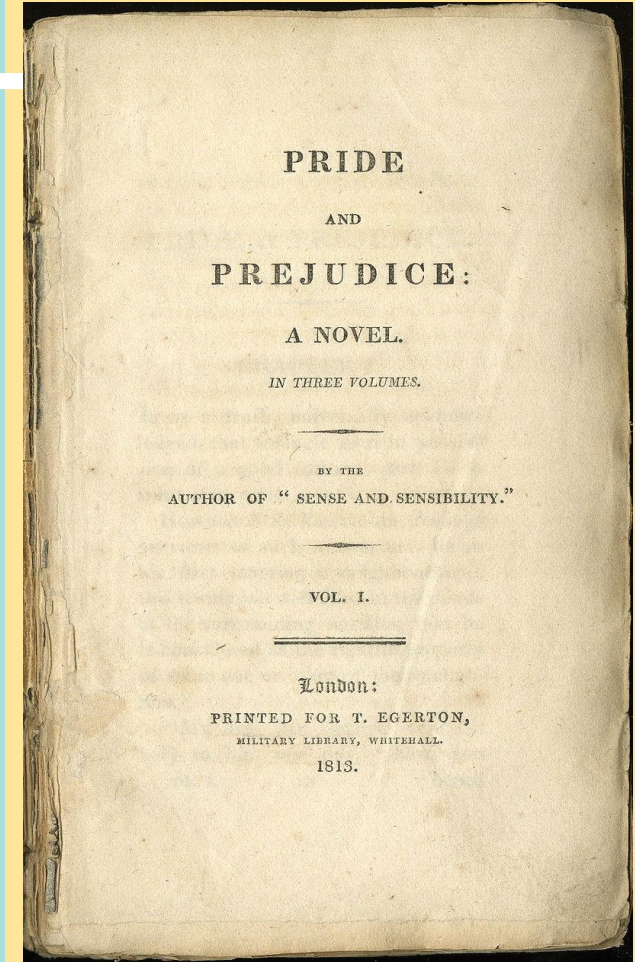 PRIDE
AND
PREJUDICE:
A NOVEL.
IN THREE VOLUMES.
BY THE
AUTHOR OF “ SENSE AND SENSIBILITY.”
VOL. I.
London:
PRINTED FOR T. EGERTON,
MILITARY LIBRARY, WHITEHALL.
1813.